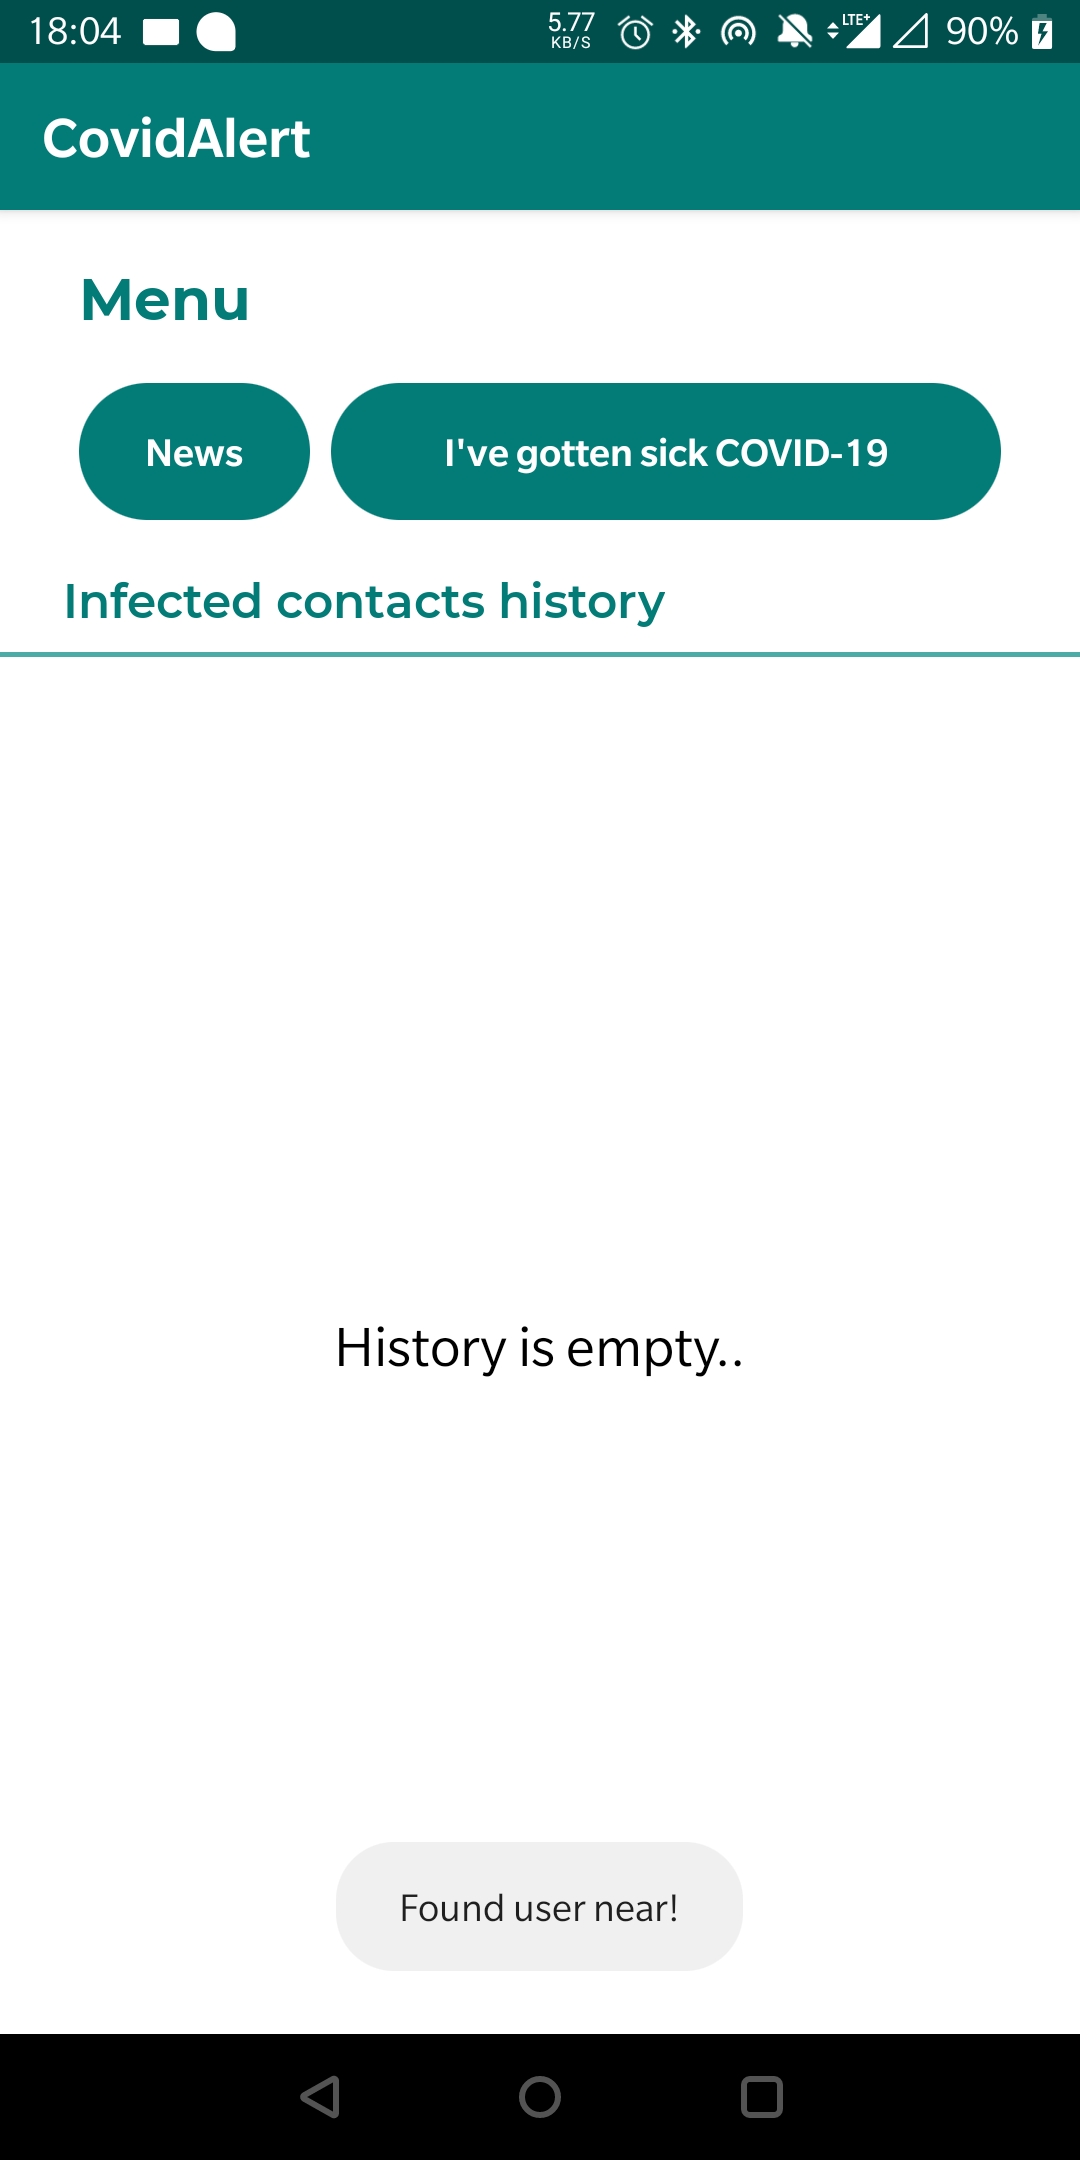 18:04
5.77
KB/S
LTE+
90%
CovidAlert
Menu
News
I've gotten sick COVID-19
Infected contacts history
History is empty..
Found user near!